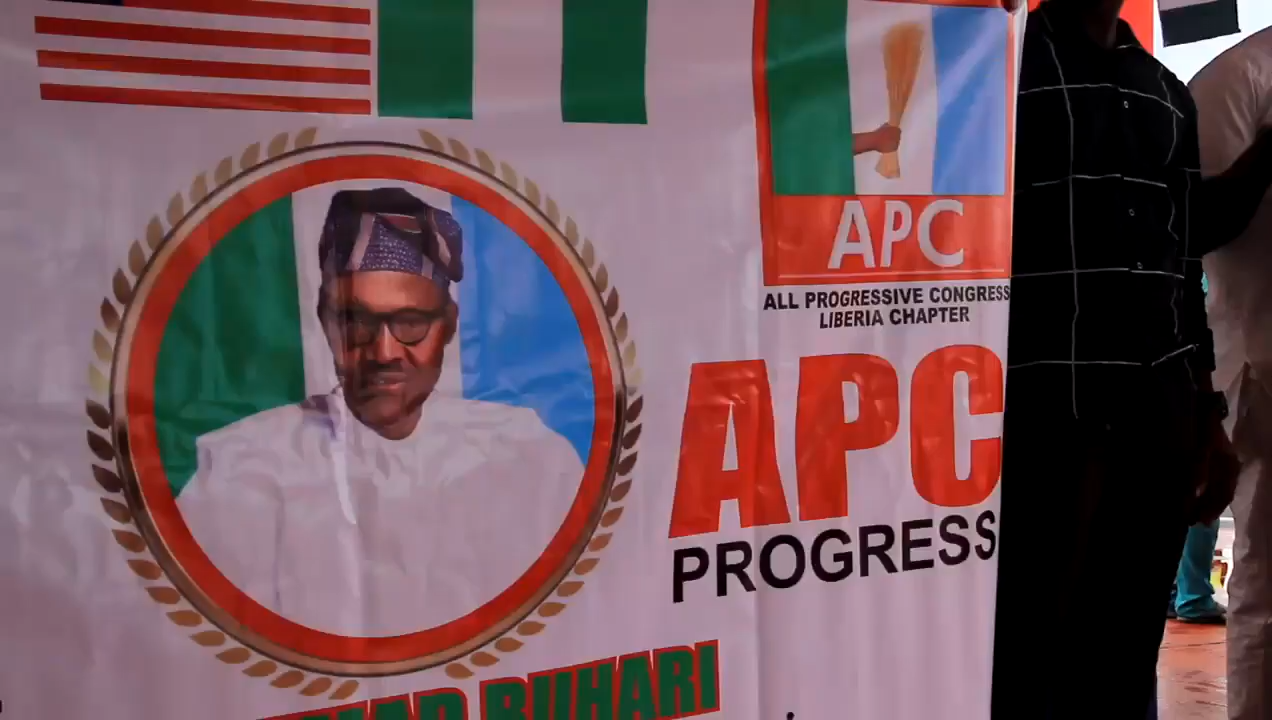 APC
ALL PROGRESSIVE CONGRESS
LIBERIA CHAPTER
APC
PROGRESS
BUHARI